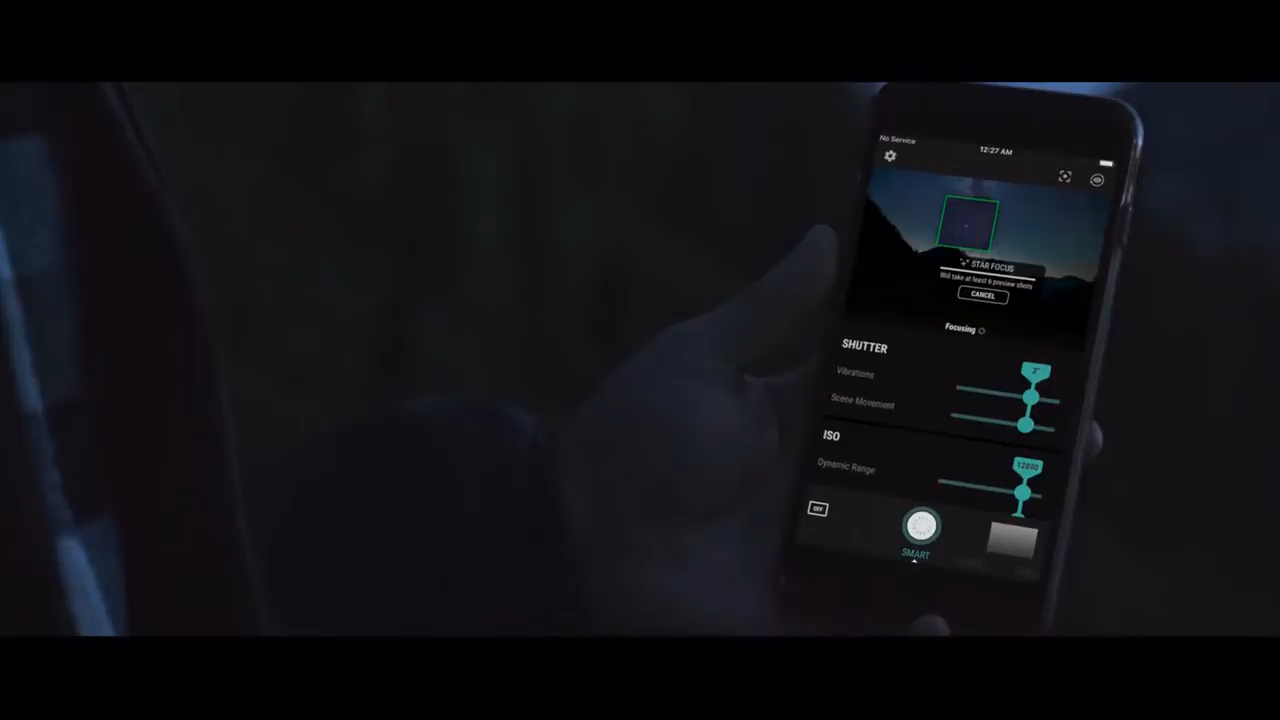 No Service
12:27 AM
STAR FOCUS
Will take at least 6 preview shots
CANCEL
Focusing
SHUTTER
2"
Vibrations
Scene Movement
ISO
12800
Dynamic Range
OFF
SMART